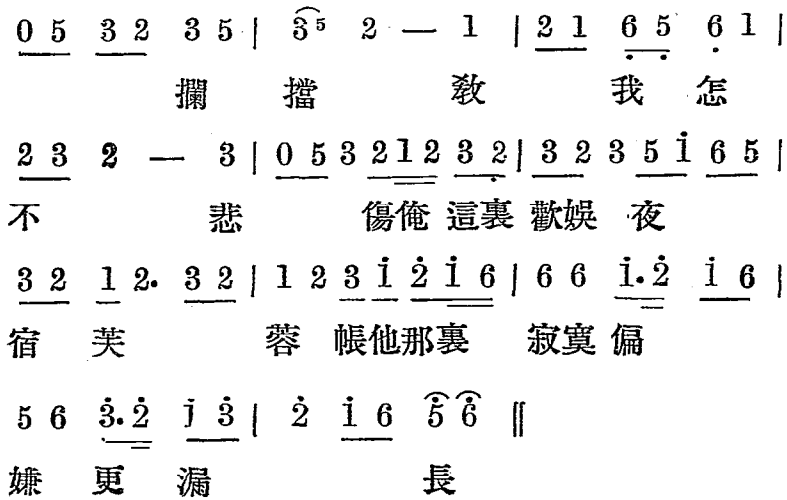 0 5 3 2 3 5 | 3 5 2 — 1 | 2 1 6̣ 5̣ 6̣ 1 |
攔 擋 敎 我 怎
2 3 2 — 3 | 0 5 3 2 1 2 3 2̣ | 3 2 3 5 i̇ 6 5 |
不 悲 傷 俺 這 裏 歡 娛 夜
3 2 1 2. 3 2 | 1 2 3 i̇ 2̇ i̇ 6 | 6 6 i̇. 2̇ i̇ 6 |
宿 芙 蓉 帳 他 那 裏 寂 寞 偏
5 6 3̇. 2̇ 3̇ | 2̇ i̇ 6 5̇ 6̇ ‖
嫌 更 漏 長